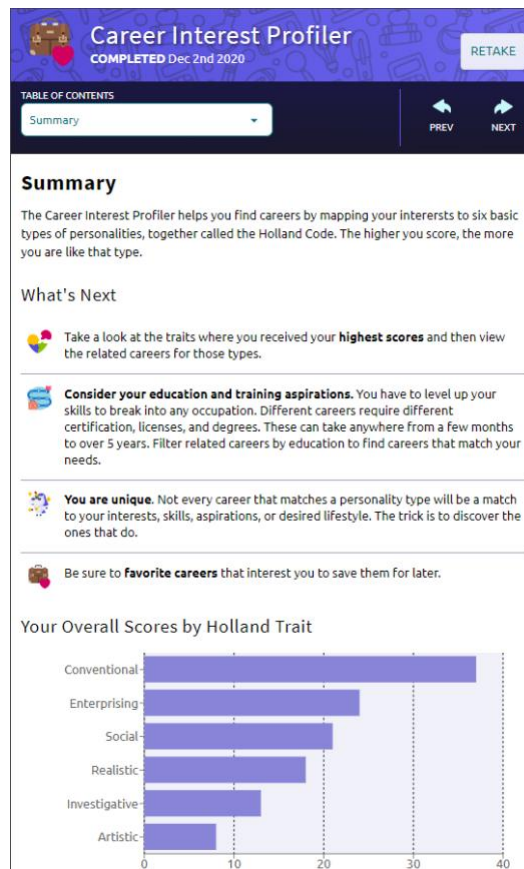 Career Interest Profiler
COMPLETED Dec 2nd 2020
RETAKE
TABLE OF CONTENTS
Summary
PREV
NEXT
Summary
The Career Interest Profiler helps you find careers by mapping your interersts to six basic
types of personalities, together called the Holland Code. The higher you score, the more
you are like that type.
What's Next
Take a look at the traits where you received your highest scores and then view
the related careers for those types.
Consider your education and training aspirations. You have to level up your
skills to break into any occupation. Different careers require different
certification, licenses, and degrees. These can take anywhere from a few months
to over 5 years. Filter related careers by education to find careers that match your
needs.
You are unique. Not every career that matches a personality type will be a match
to your interests, skills, aspirations, or desired lifestyle. The trick is to discover the
ones that do.
Be sure to favorite careers that interest you to save them for later.
Your Overall Scores by Holland Trait
Conventional
Enterprising
Social
Realistic
Investigative
Artistic
0 10 20 30 40